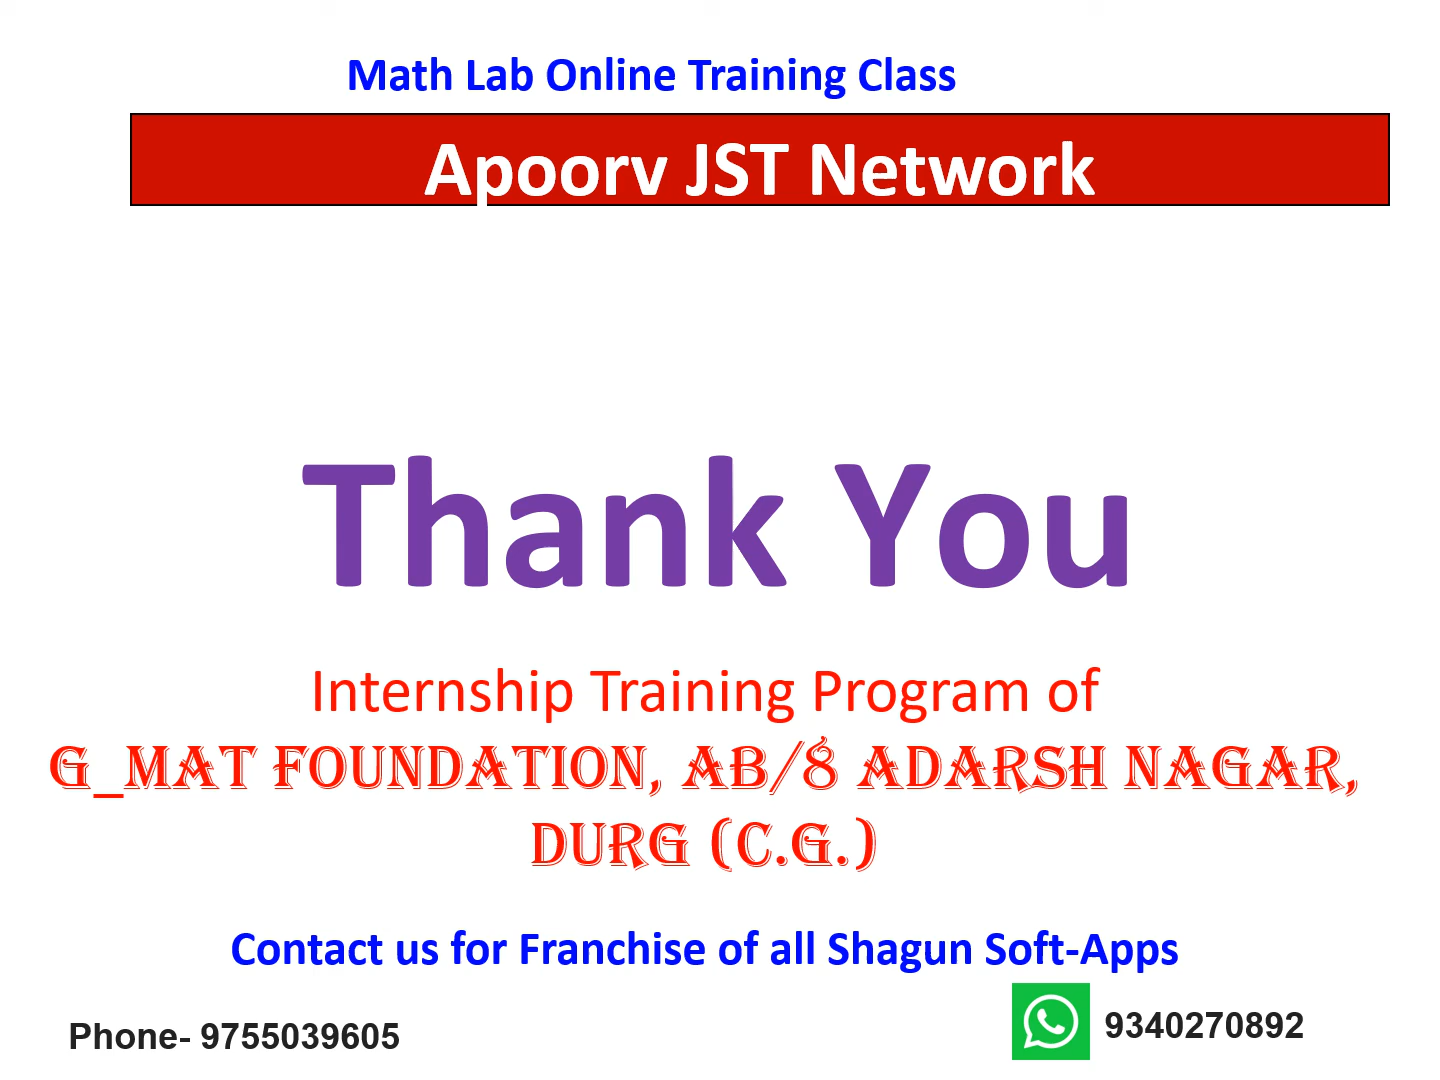 Math Lab Online Training Class
Apoorv JST Network
Thank You
Internship Training Program of
G_MAT FOUNDATION, AB/8 ADARSH NAGAR,
DURG (C.G.)
Contact us for Franchise of all Shagun Soft-Apps
Phone- 9755039605
9340270892